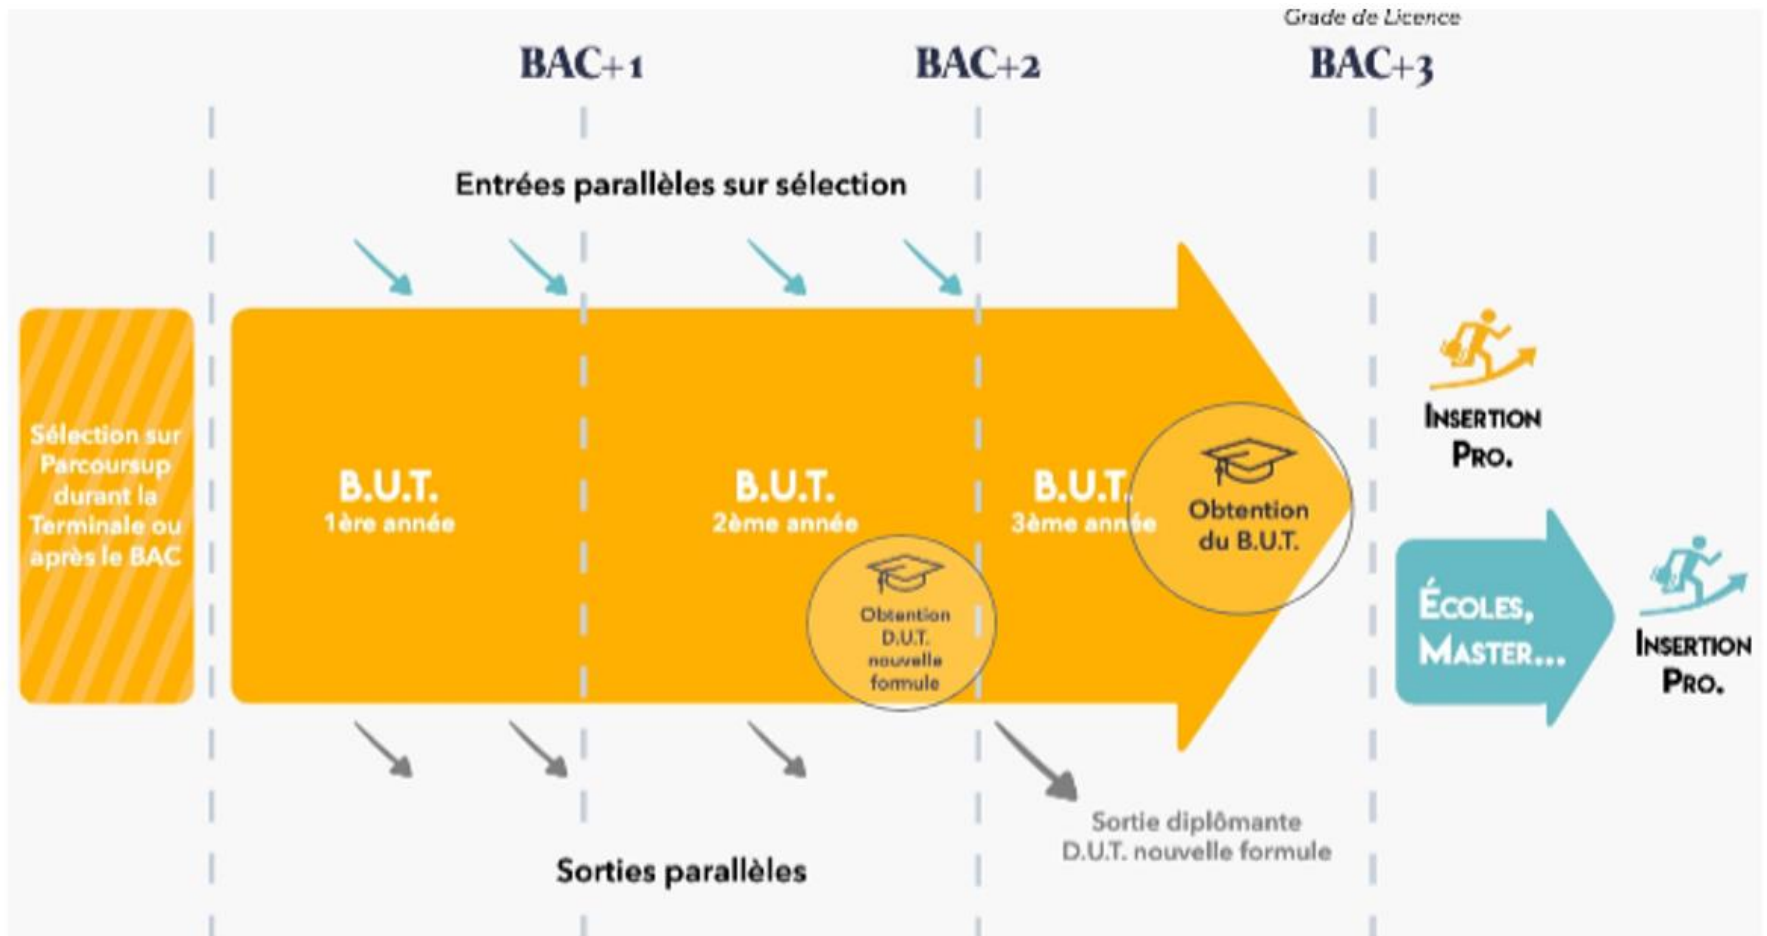 Grade de Licence
BAC+1
BAC+2
BAC+3
Entrées parallèles sur sélection
Sélection sur
Parcoursup
durant la
Terminale ou
après le BAC
B.U.T.
1ère année
B.U.T.
2ème année
B.U.T.
3ème année
Obtention
D.U.T.
nouvelle
formule
Obtention
du B.U.T.
INSERTION
PRO.
ÉCOLES,
MASTER...
INSERTION
PRO.
Sortie diplômante
D.U.T. nouvelle formule
Sorties parallèles